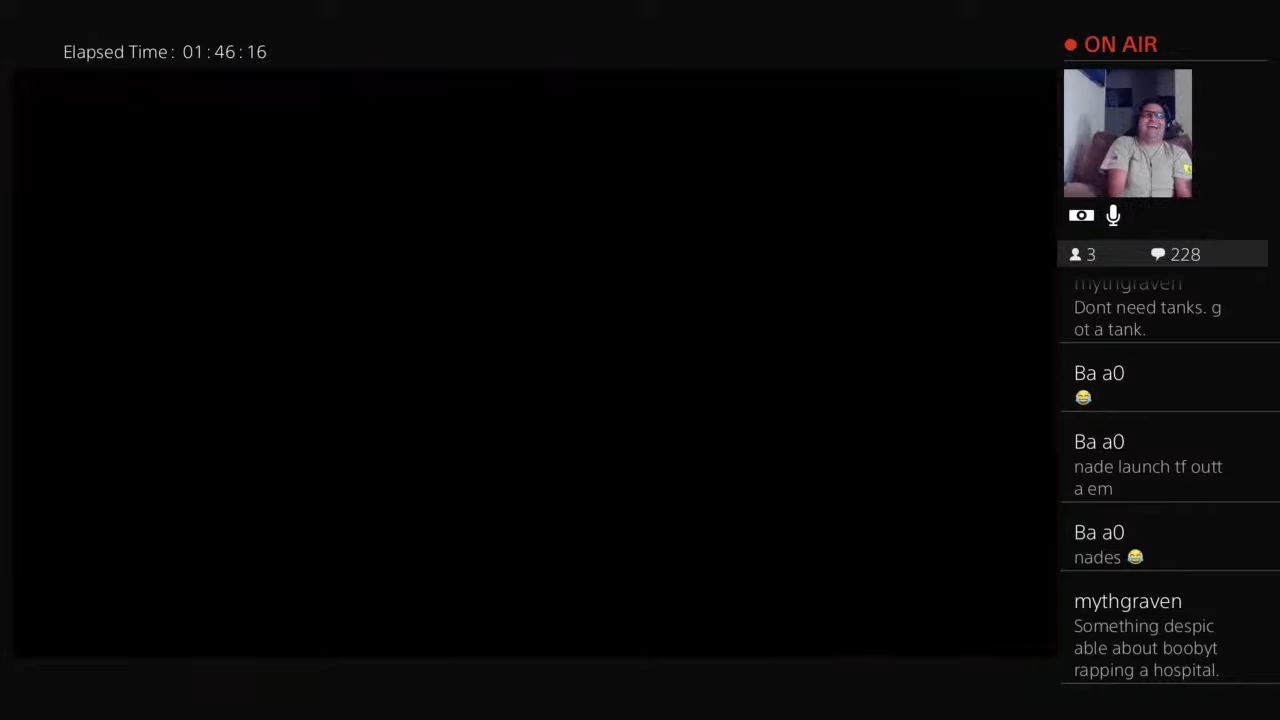 Elapsed Time: 01:46:16
ON AIR
3 228
mythgraven
Dont need tanks. g
ot a tank.
Ba a0
😂
Ba a0
nade launch tf outt
a em
Ba a0
nades 😂
mythgraven
Something despic
able about boobyt
rapping a hospital.